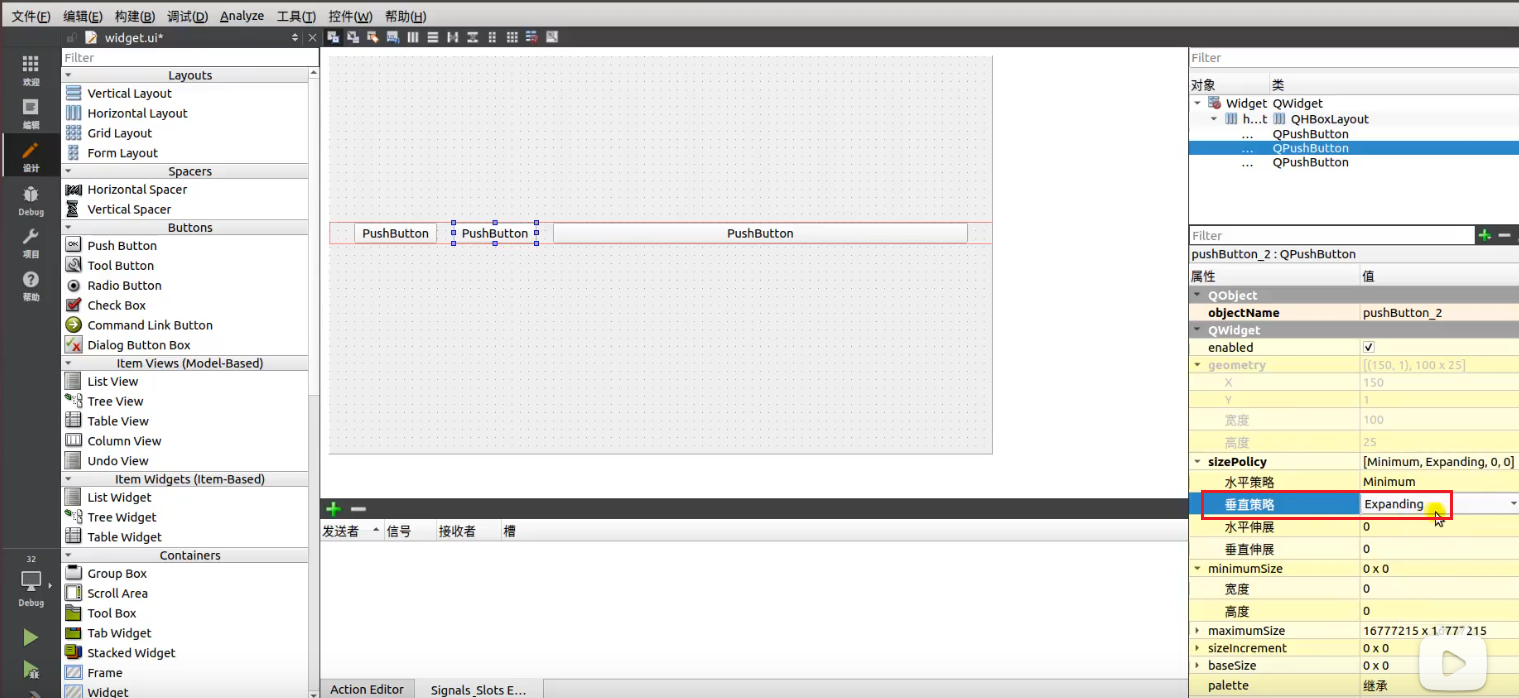 文件(F) 编辑(E) 构建(B) 调试(D) Analyze 工具(T) 控件(W) 帮助(H)
widget.ui*
欢迎
编辑
设计
Debug
项目
帮助
32
Debug
Filter
Layouts
Vertical Layout
Horizontal Layout
Grid Layout
Form Layout
Spacers
Horizontal Spacer
Vertical Spacer
Buttons
Push Button
Tool Button
Radio Button
Check Box
Command Link Button
Dialog Button Box
Item Views (Model-Based)
List View
Tree View
Table View
Column View
Undo View
Item Widgets (Item-Based)
List Widget
Tree Widget
Table Widget
Containers
Group Box
Scroll Area
Tool Box
Tab Widget
Stacked Widget
Frame
Widget
PushButton PushButton PushButton
发送者 信号 接收者 槽
Action Editor Signals_Slots E...
Filter
对象 类
Widget QWidget
h...t QHBoxLayout
... QPushButton
... QPushButton
... QPushButton
Filter
pushButton_2 : QPushButton
属性 值
QObject
objectName pushButton_2
QWidget
enabled
geometry [(150, 1), 100 x 25]
X 150
Y 1
宽度 100
高度 25
sizePolicy [Minimum, Expanding, 0, 0]
水平策略 Minimum
垂直策略 Expanding
水平伸展 0
垂直伸展 0
minimumSize 0 x 0
宽度 0
高度 0
maximumSize 16777215 x 16777215
sizeIncrement 0 x 0
baseSize 0 x 0
palette 继承